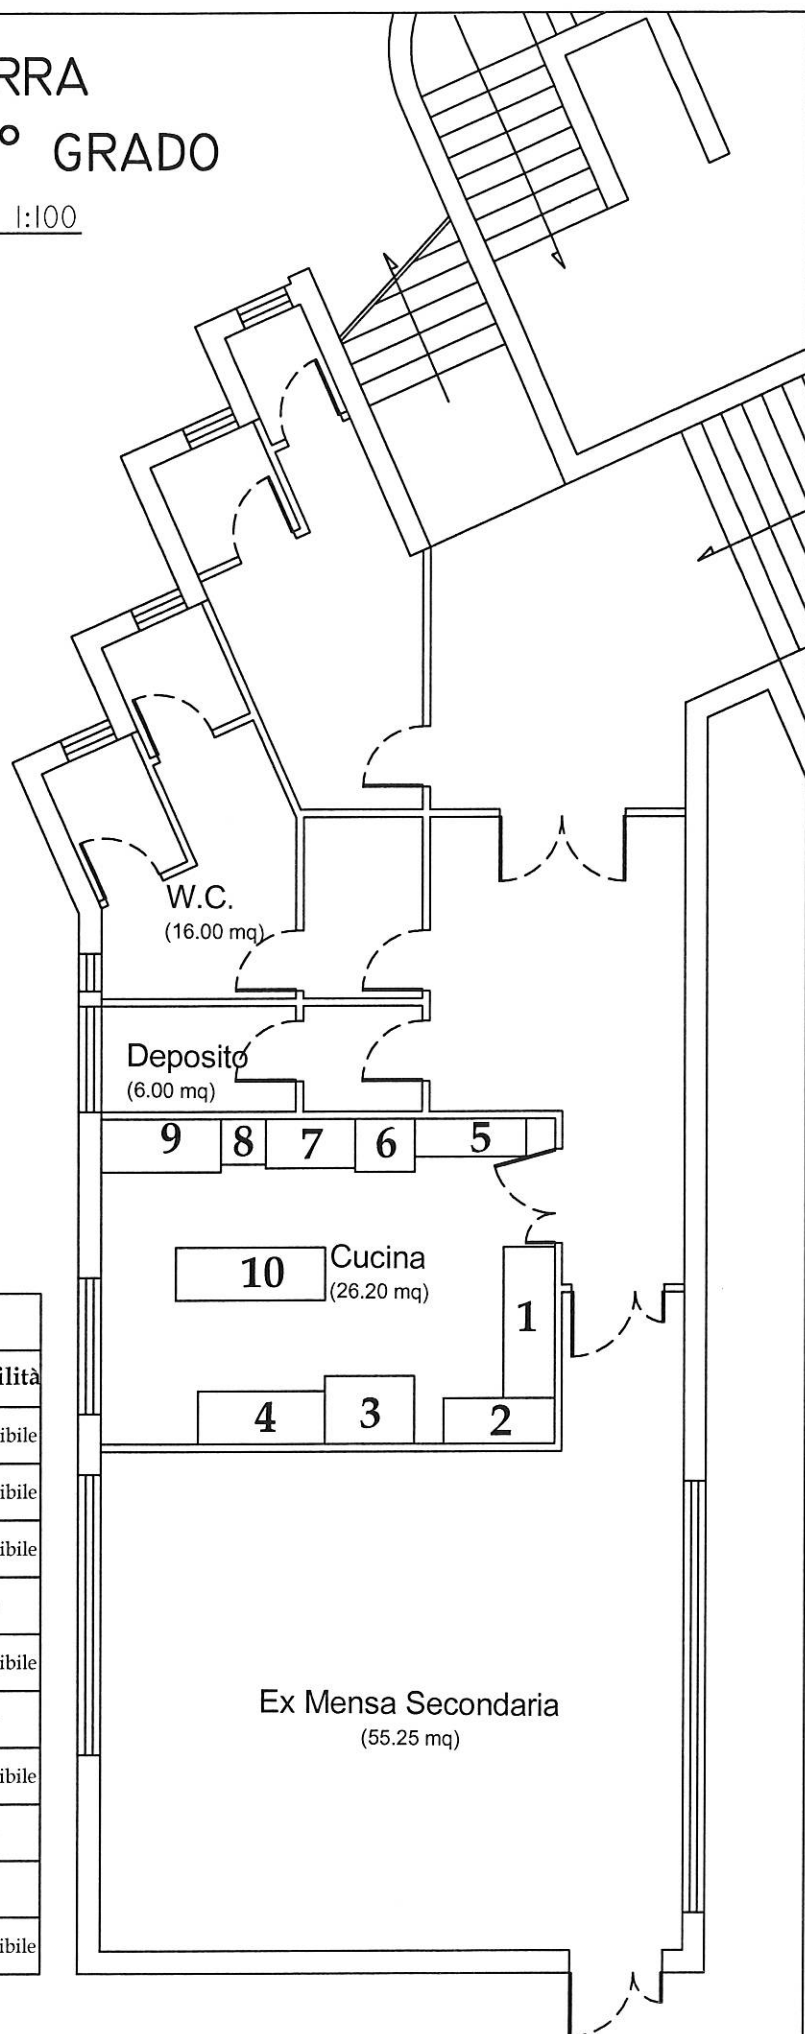 RRA
° GRADO
1:100
W.C.
(16.00 mq)
Deposito
(6.00 mq)
9 8 7 6 5
10
Cucina
(26.20 mq)
1
4 3 2
ilità
ibile
ibile
ibile
ibile
ibile
ibile
Ex Mensa Secondaria
(55.25 mq)